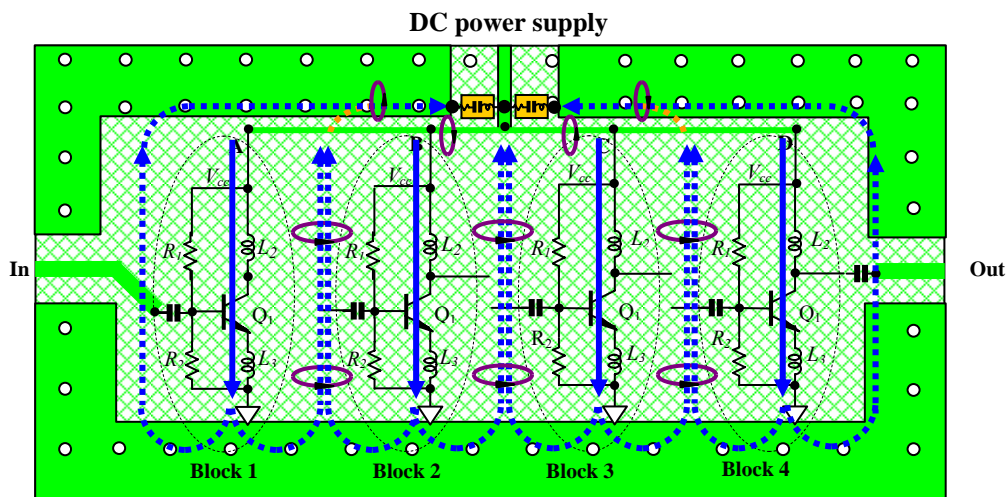 DC power supply
A B C D
Vcc Vcc Vcc Vcc
R1 L2 R1 L2 R1 L2 R1 L2
In Out
Q1 Q1 Q1 Q1
R2 L3 R2 L3 R2 L3 R2 L3
Block 1 Block 2 Block 3 Block 4